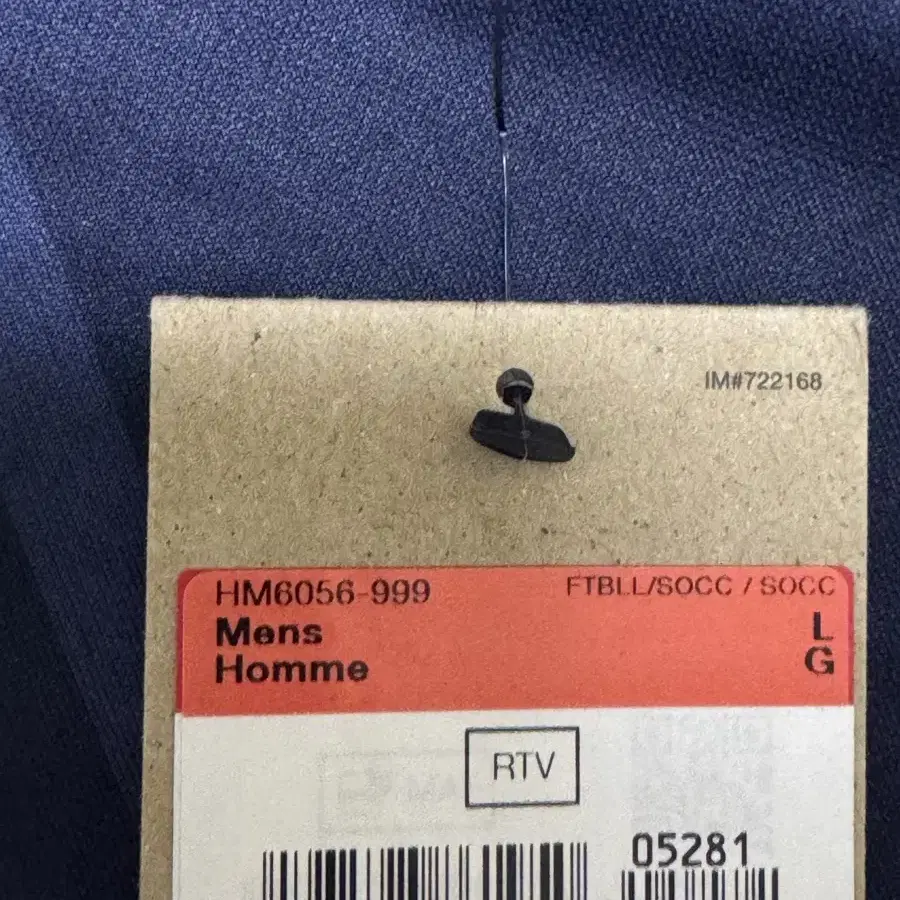 IM#722168
HM6056-999
FTBLL/SOCC / SOCC
Mens
L
Homme
G
RTV
05281